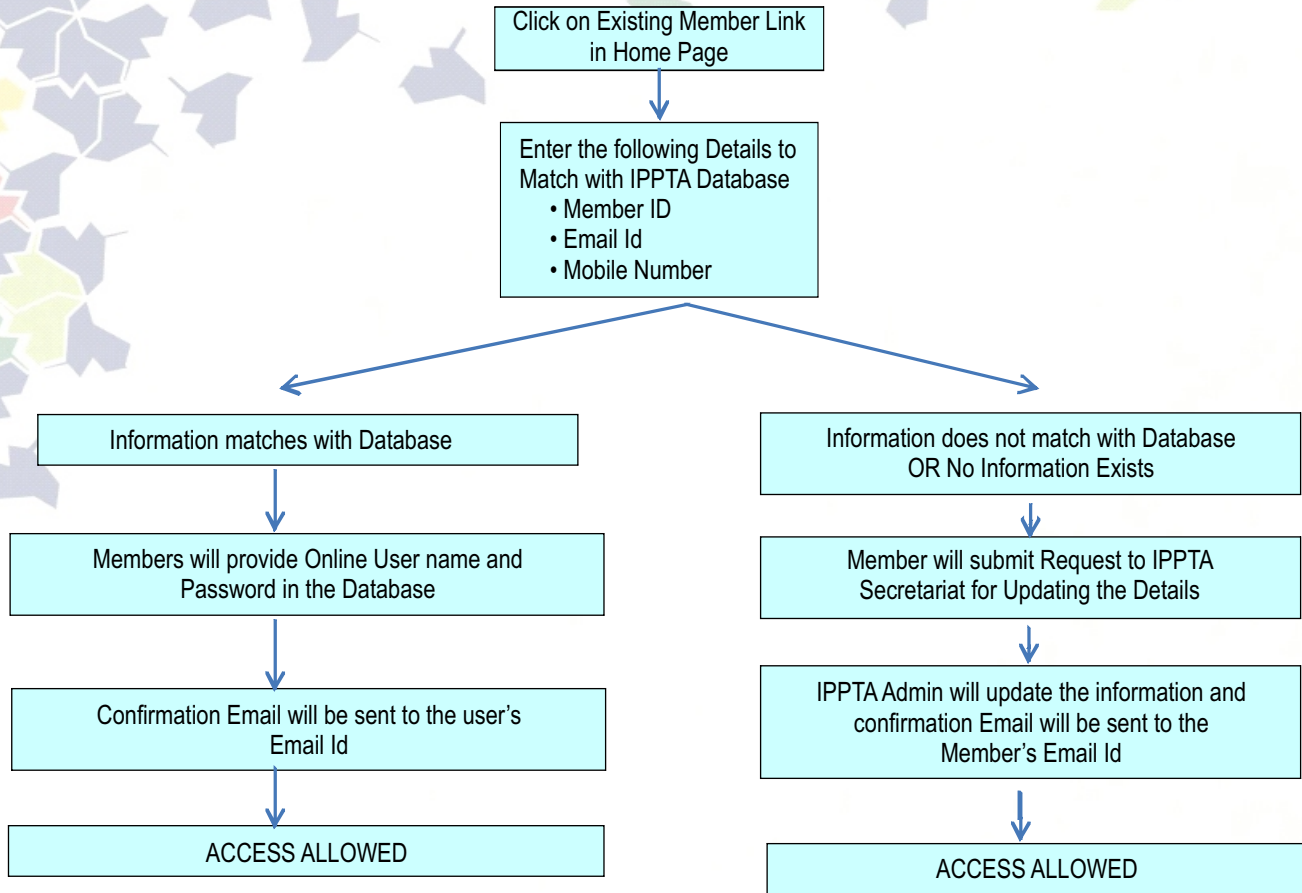 Click on Existing Member Link
in Home Page
Enter the following Details to
Match with IPPTA Database
• Member ID
• Email Id
• Mobile Number
Information matches with Database
Members will provide Online User name and
Password in the Database
Confirmation Email will be sent to the user’s
Email Id
ACCESS ALLOWED
Information does not match with Database
OR No Information Exists
Member will submit Request to IPPTA
Secretariat for Updating the Details
IPPTA Admin will update the information and
confirmation Email will be sent to the
Member’s Email Id
ACCESS ALLOWED